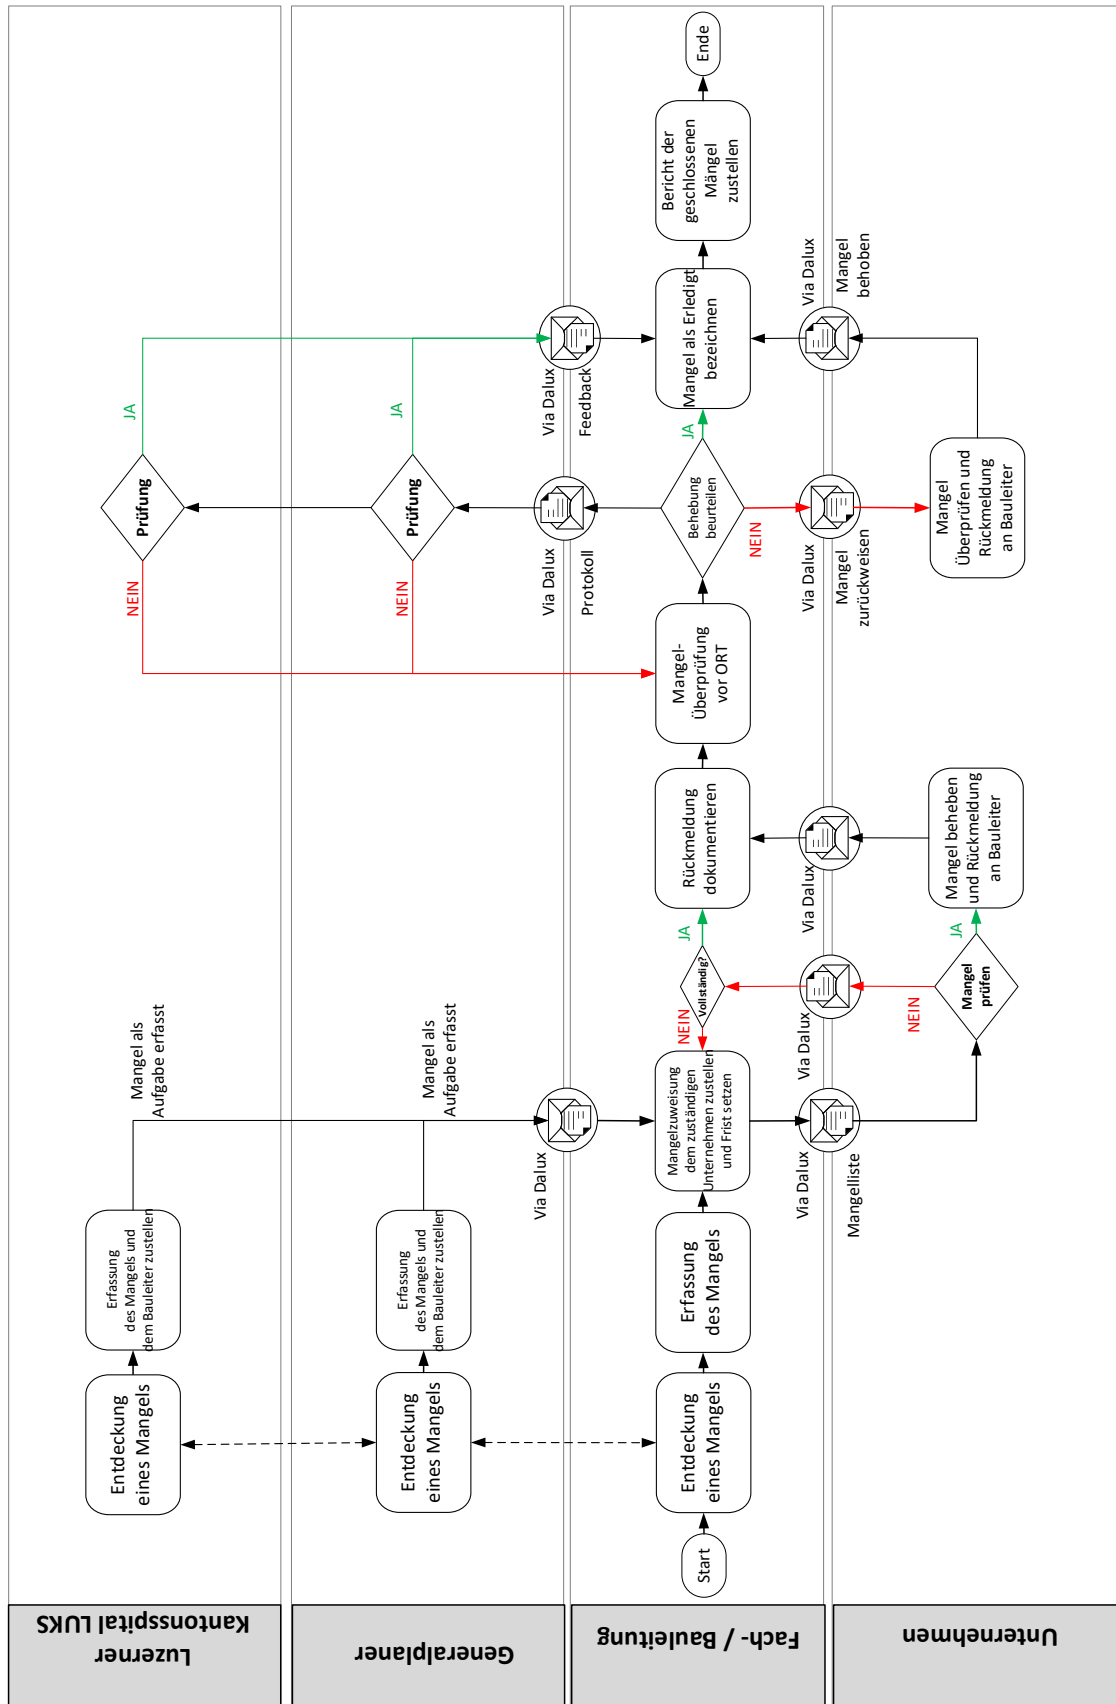 Luzerner
Kantonsspital LUKS
Entdeckung
eines Mangels
Erfassung
des Mangels und
dem Bauleiter zustellen
Mangel als
Aufgabe erfasst
NEIN
Prüfung
JA
Generalplaner
Entdeckung
eines Mangels
Erfassung
des Mangels und
dem Bauleiter zustellen
Mangel als
Aufgabe erfasst
NEIN
Prüfung
JA
Via Dalux
Via Dalux
Protokoll
Via Dalux
Feedback
Fach- / Bauleitung
Start
Entdeckung
eines Mangels
Erfassung
des Mangels
Mangelzuweisung
dem zuständigen
Unternehmen zustellen
und Frist setzen
NEIN
Vollständig?
JA
Rückmeldung
dokumentieren
Mangel-
Überprüfung
vor ORT
Behebung
beurteilen
JA
NEIN
Mangel als Erledigt
bezeichnen
Bericht der
geschlossenen
Mängel
zustellen
Ende
Via Dalux
Mangelliste
Via Dalux
Via Dalux
Via Dalux
Mangel
zurückweisen
Via Dalux
Mangel
behoben
Unternehmen
Mangel
prüfen
NEIN
JA
Mangel beheben
und Rückmeldung
an Bauleiter
Mangel
Überprüfen und
Rückmeldung
an Bauleiter